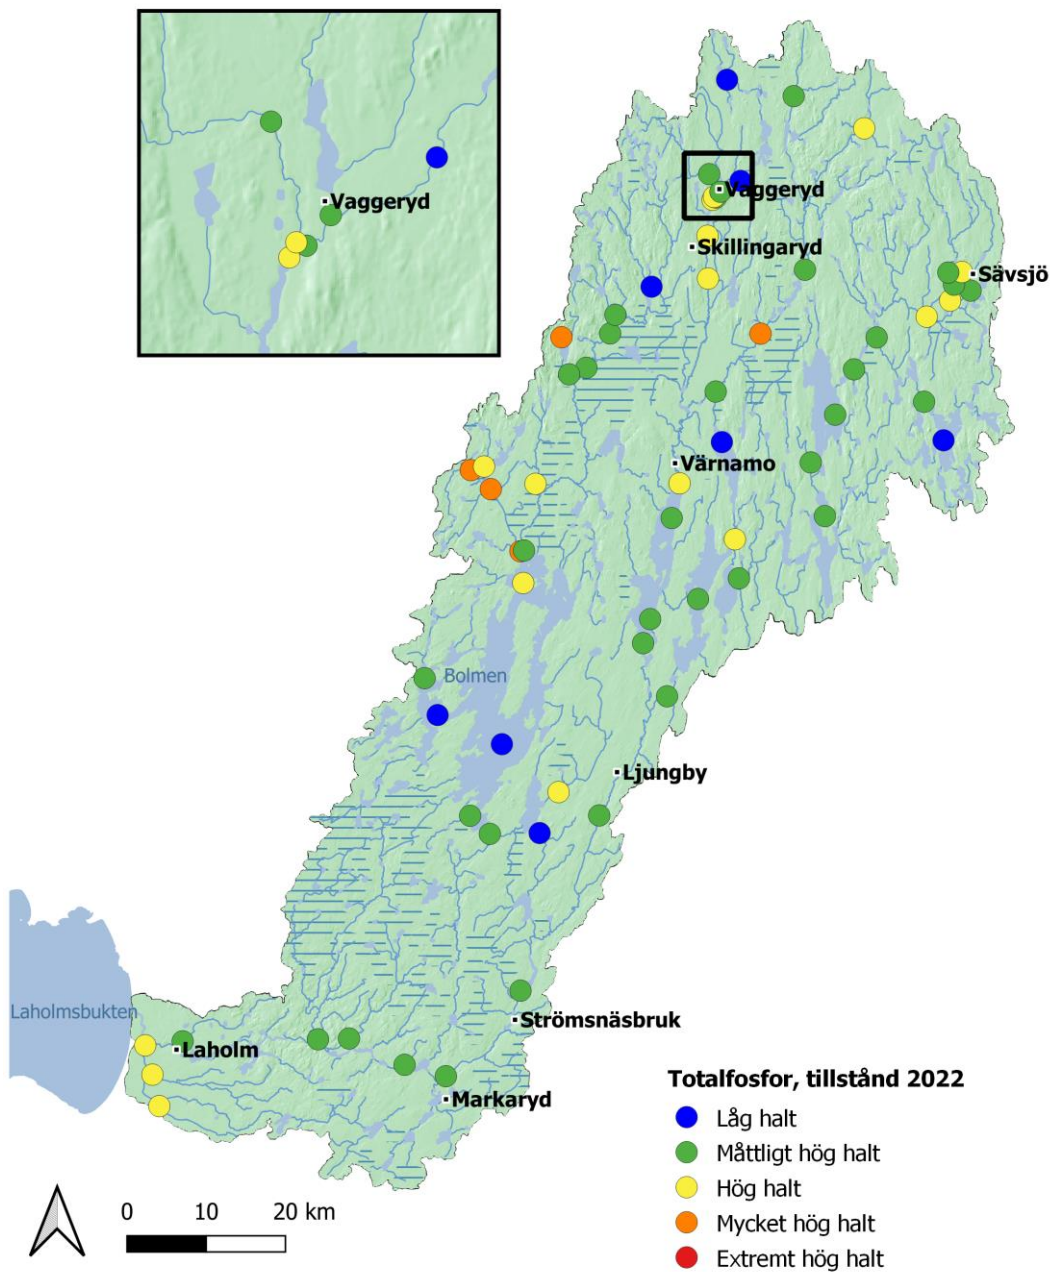 Vaggeryd
Vaggeryd
Skillingaryd
Sävsjö
Värnamo
Bolmen
Ljungby
Laholmsbukten
Strömsnäsbruk
Laholm
Markaryd
Totalfosfor, tillstånd 2022
Låg halt
Måttligt hög halt
Hög halt
Mycket hög halt
Extremt hög halt
0 10 20 km